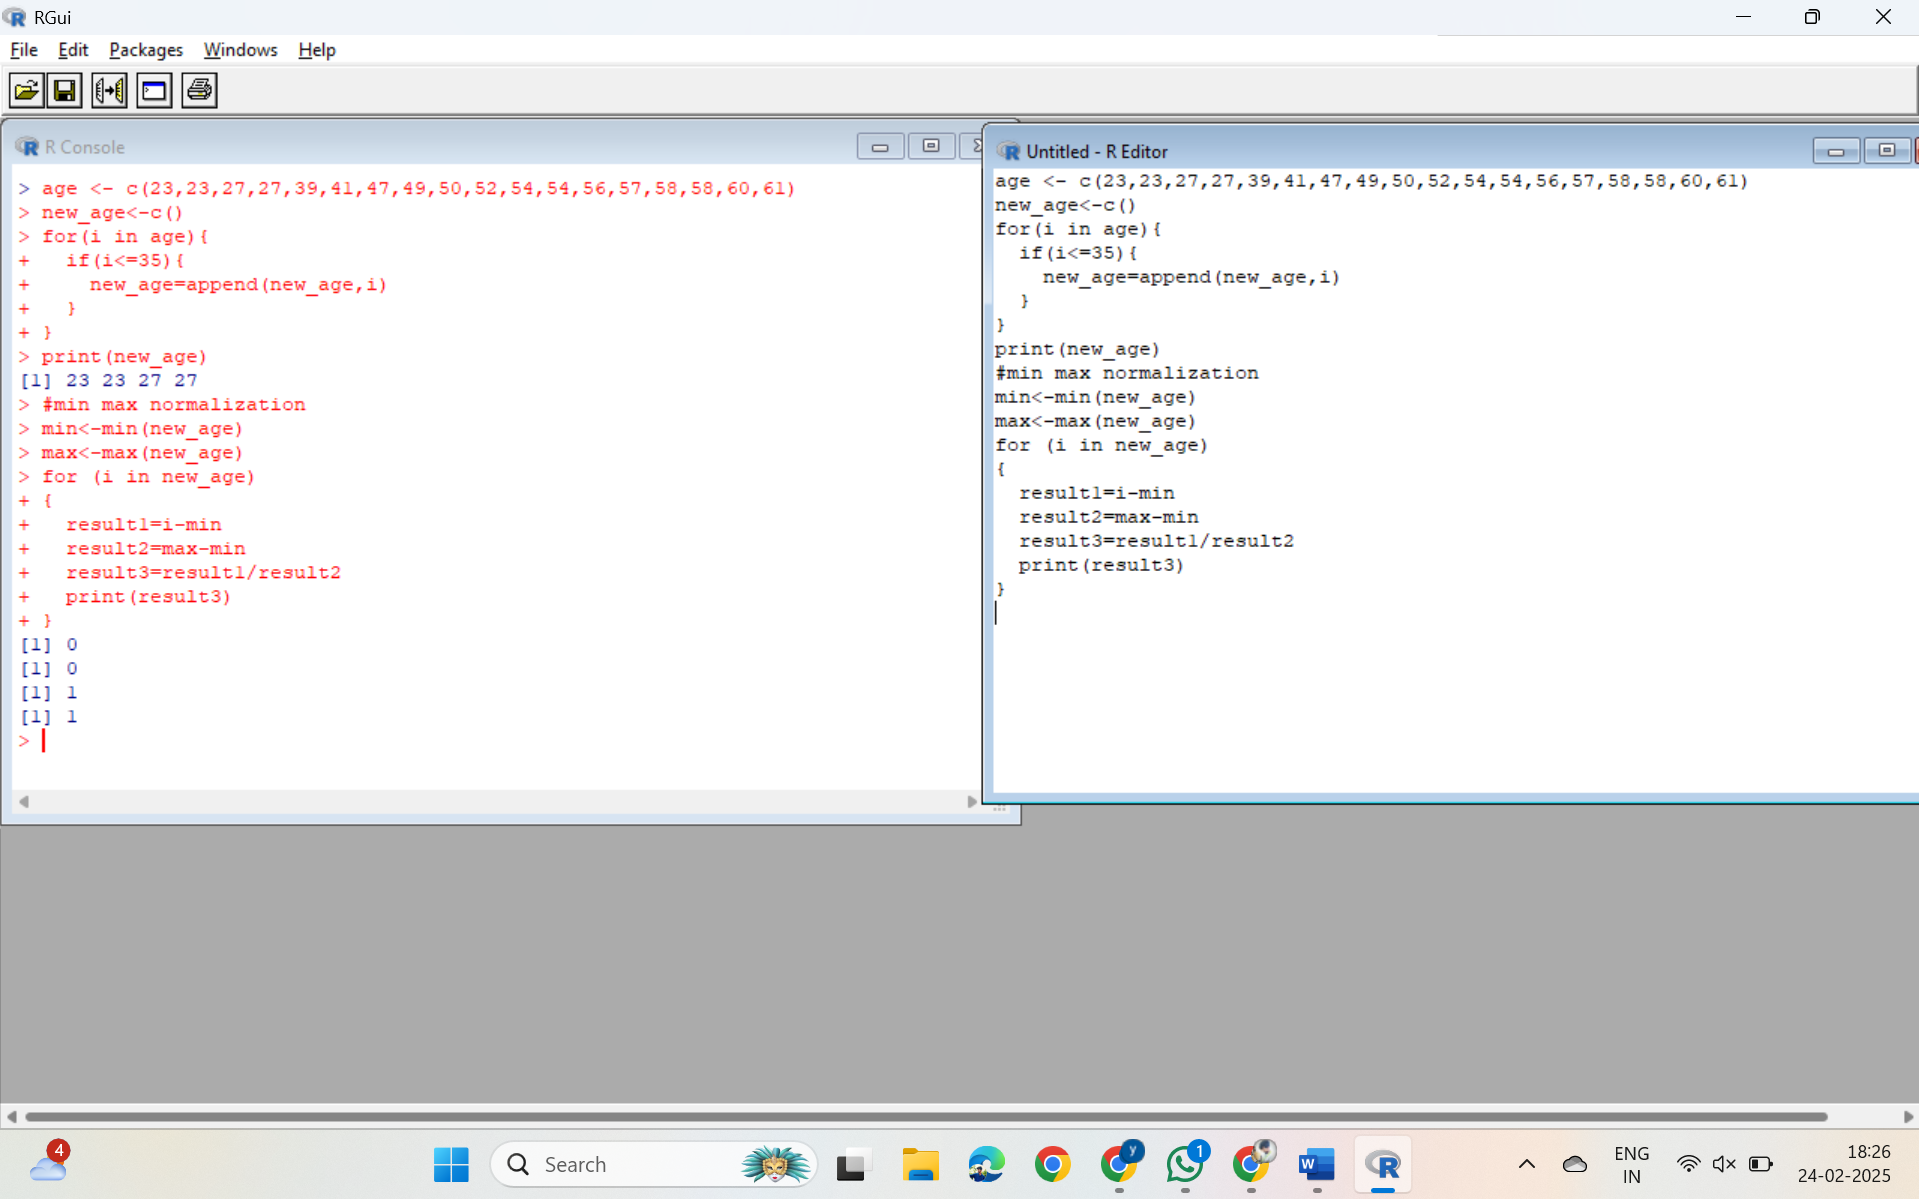 RGui
File Edit Packages Windows Help
R Console
> age <- c(23,23,27,27,39,41,47,49,50,52,54,54,56,57,58,58,60,61)
> new_age<-c()
> for(i in age){
+   if(i<=35){
+     new_age=append(new_age,i)
+   }
+ }
> print(new_age)
[1] 23 23 27 27
> #min max normalization
> min<-min(new_age)
> max<-max(new_age)
> for (i in new_age)
+ {
+   result1=i-min
+   result2=max-min
+   result3=result1/result2
+   print(result3)
+ }
[1] 0
[1] 0
[1] 1
[1] 1
>
Untitled - R Editor
age <- c(23,23,27,27,39,41,47,49,50,52,54,54,56,57,58,58,60,61)
new_age<-c()
for(i in age){
  if(i<=35){
    new_age=append(new_age,i)
  }
}
print(new_age)
#min max normalization
min<-min(new_age)
max<-max(new_age)
for (i in new_age)
{
  result1=i-min
  result2=max-min
  result3=result1/result2
  print(result3)
}
4
Search
y
1
W
R
ENG
IN
18:26
24-02-2025